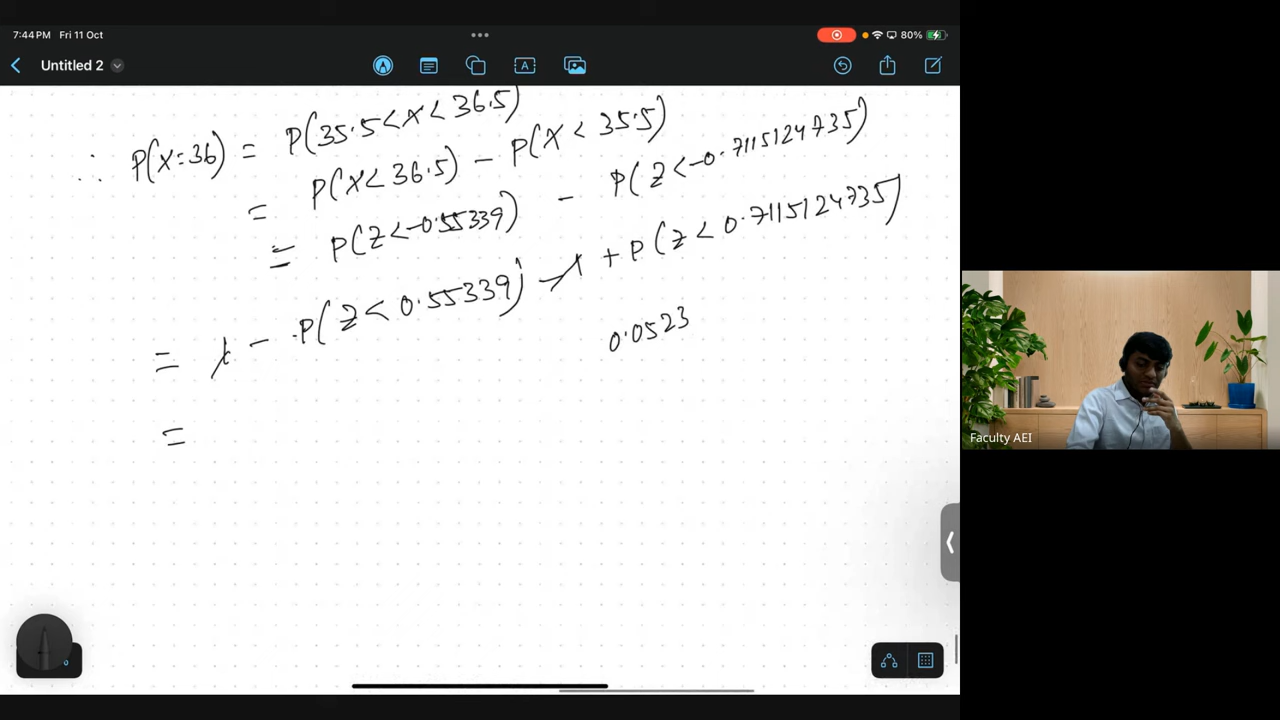 7:44 PM Fri 11 Oct
80%
Untitled 2
∴ P(X=36) = P(35.5<X<36.5)
= P(X<36.5) - P(X<35.5)
= P(Z<-0.55339) - P(Z<-0.7115124735)
= 1 - P(Z<0.55339) - 1 + P(Z<0.7115124735)
0.0523
=
Faculty AEI